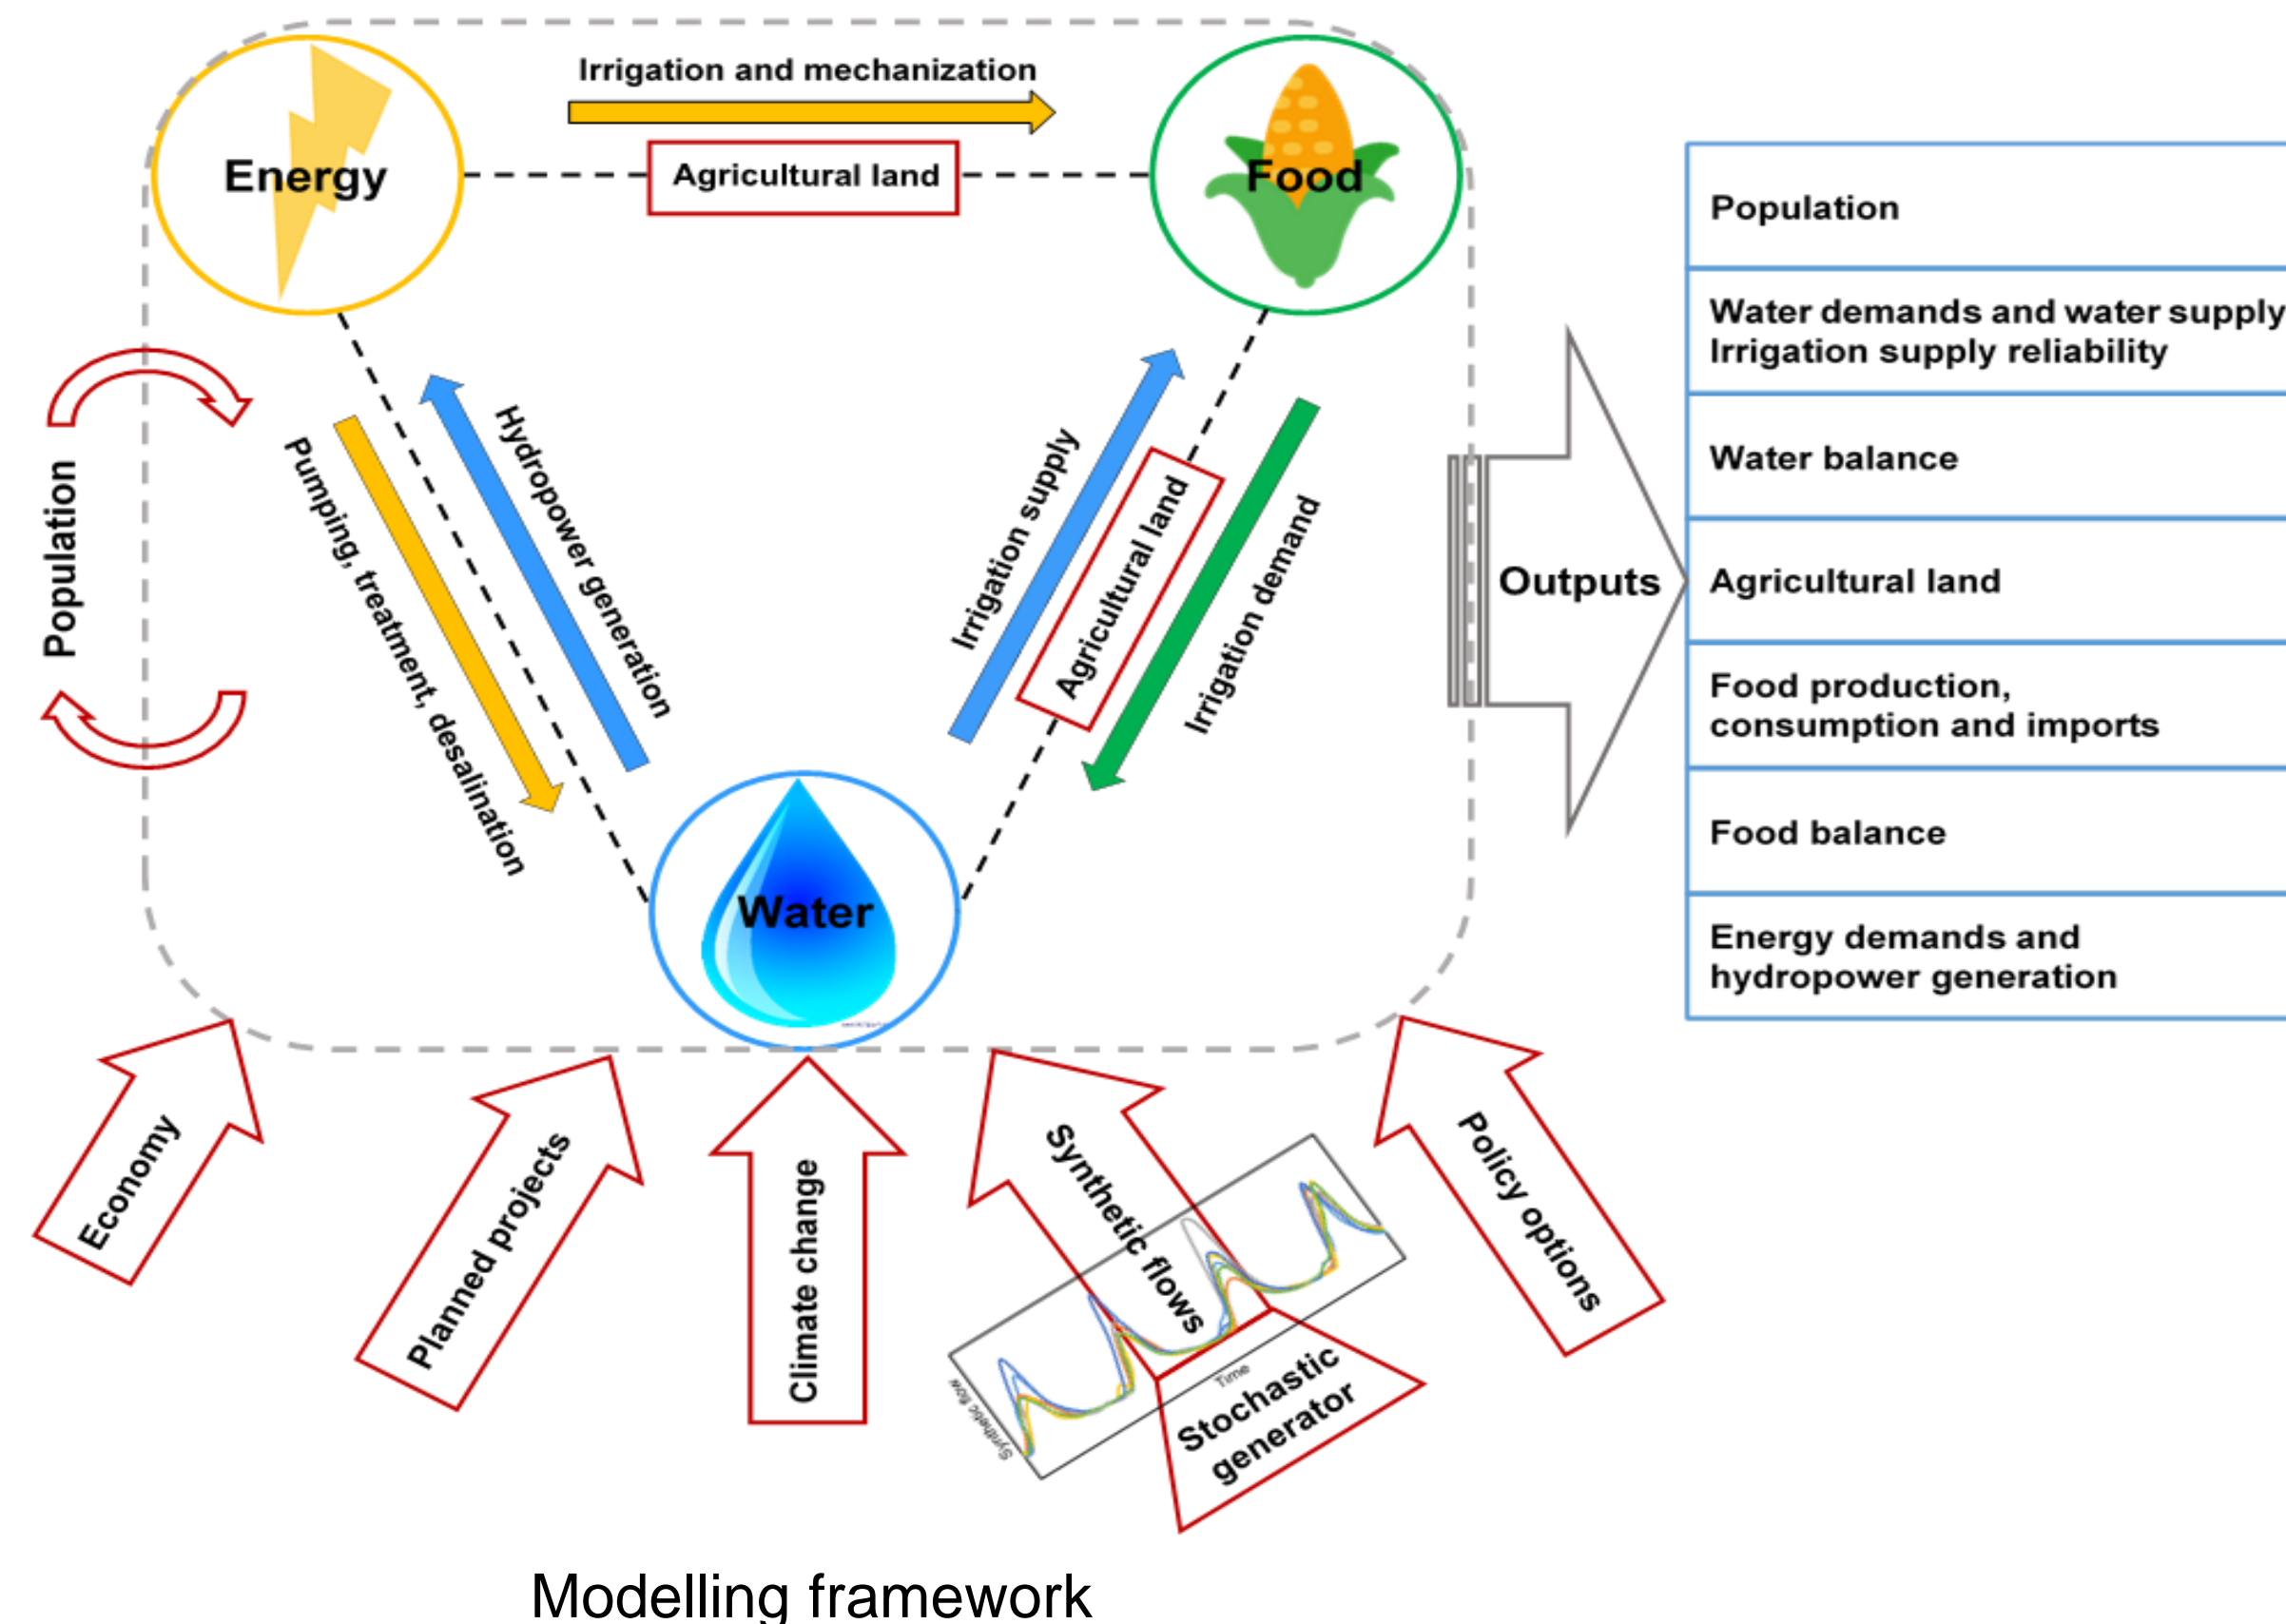 Irrigation and mechanization
Energy
Agricultural land
Food
Population
Pumping, treatment, desalination
Hydropower generation
Irrigation supply
Agricultural land
Irrigation demand
Water
Outputs
Population
Water demands and water supply
Irrigation supply reliability
Water balance
Agricultural land
Food production,
consumption and imports
Food balance
Energy demands and
hydropower generation
Economy
Planned projects
Climate change
Synthetic flows
Policy options
Synthetic flow
Time
Stochastic
generator
Modelling framework